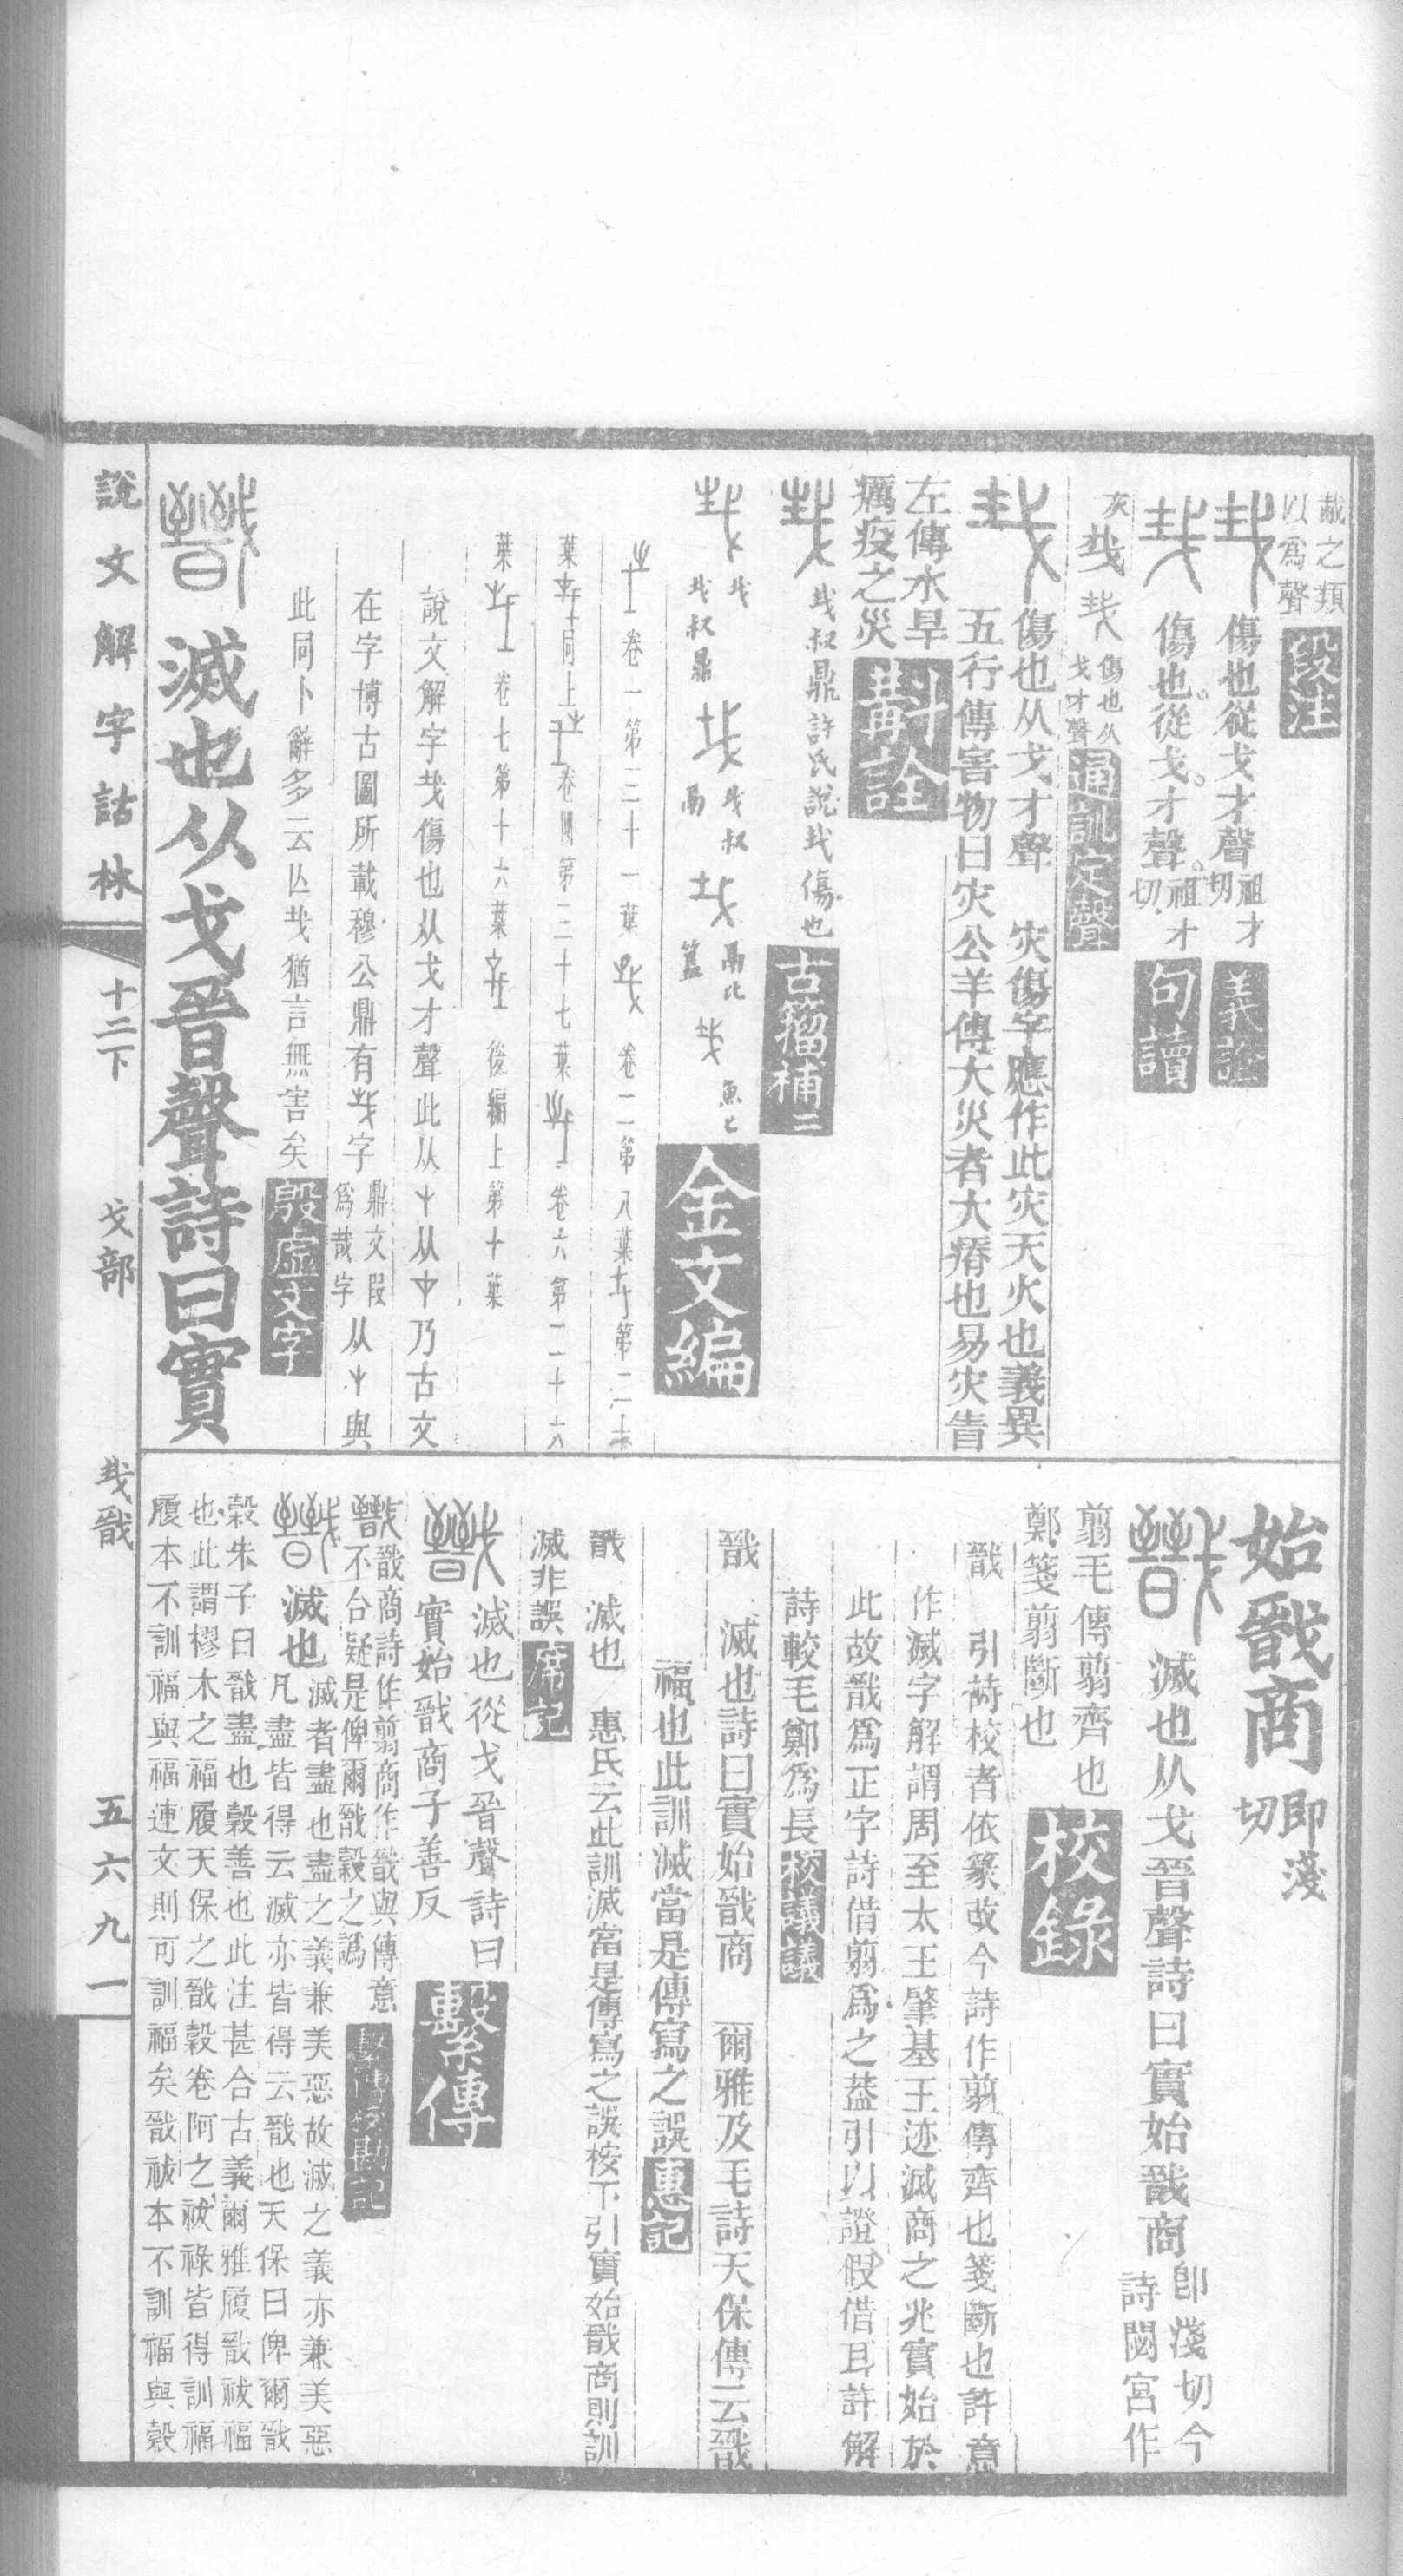 𢦏之類
以爲聲
段注
傷也從戈才聲
祖才
切
義證
傷也。從戈。才聲。
祖才
切
句讀
灰
𢦏
傷也从
戈才聲
通訓定聲
傷也从戈才聲 灾傷字應作此灾天火也義異
五行傳害物曰灾公羊傳大災者大瘠也易灾眚
左傳水旱
癘疫之災
斠詮
𢦏叔鼎許氏說𢦏傷也
古籀補二
𢦏
𢦏叔鼎
𢦏叔
鬲
鬲比
簋
魚匕
金文編
卷一第三十一葉 卷二第八葉 第二十
葉 同上 卷四第三十七葉 卷六第二十六
葉 卷七第十六葉 後編上第十葉
說文解字𢦏傷也从戈才聲此从屮从中乃古文
在字博古圖所載穆公鼎有𢦏字
鼎文叚
爲哉字
从屮與
此同卜辭多云亾𢦏猶言無害矣
殷虛文字
滅也从戈晉聲詩曰實
始戩商
即淺
切
滅也从戈晉聲詩曰實始戩商
卽淺切今
詩閟宮作
翦毛傳翦齊也
鄭箋翦斷也
校錄
戩 引詩校者依篆改今詩作翦傳齊也箋斷也許意
作滅字解謂周至太王肇基王迹滅商之兆實始於
此故戩爲正字詩借翦爲之葢引以證假借耳許解
詩較毛鄭爲長
校議議
戩 滅也詩曰實始戩商 爾雅及毛詩天保傳云戩
福也此訓滅當是傳寫之誤
惠記
戩 滅也 惠氏云此訓滅當是傳寫之誤桉下引實始戩商則訓
滅非誤
席記
滅也從戈晉聲詩曰
實始戩商子善反
繫傳
戩商詩作翦商作戩與傳意
不合疑是俾爾戩穀之譌
繫傳校勘記
滅也
滅者盡也盡之義兼美惡故滅之義亦兼美惡
凡盡皆得云滅亦皆得云戩也天保曰俾爾戩
穀朱子曰戩盡也穀善也此注甚合古義爾雅履戩祓福
也此謂樛木之福履天保之戩穀卷阿之祓祿皆得訓福
履本不訓福與福連文則可訓福矣戩祓本不訓福與穀
說文解字詁林
十二下
戈部
𢦏戩
五六九一